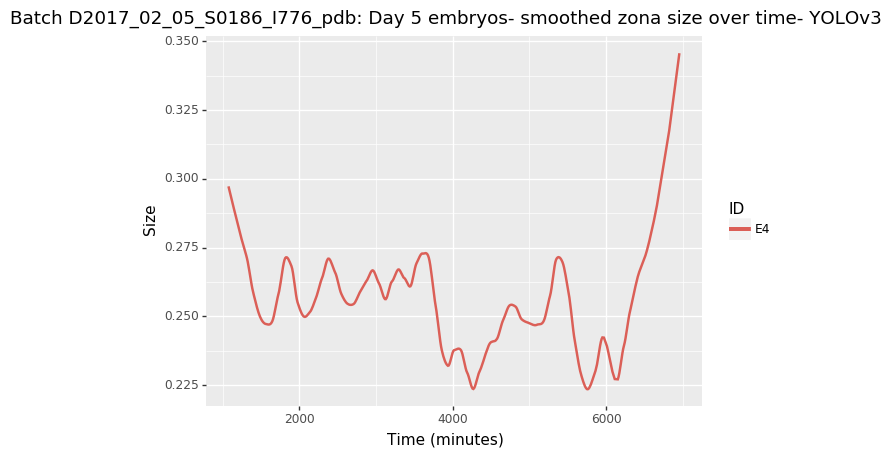 Batch D2017_02_05_S0186_I776_pdb: Day 5 embryos- smoothed zona size over time- YOLOv3
0.350
0.325
0.300
0.275
0.250
0.225
Size
2000
4000
6000
Time (minutes)
ID
E4